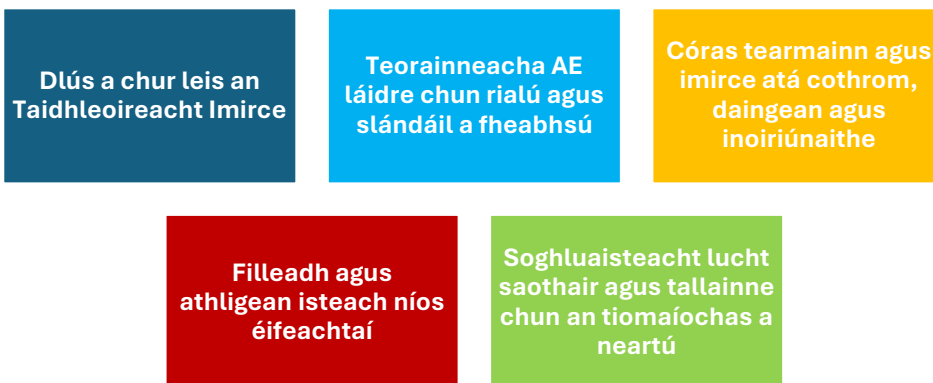 Dlús a chur leis an
Taidhleoireacht Imirce
Teorainneacha AE
láidre chun rialú agus
slándáil a fheabhsú
Córas tearmainn agus
imirce atá cothrom,
daingean agus
inoiriúnaithe
Filleadh agus
athligean isteach níos
éifeachtaí
Soghluaisteacht lucht
saothair agus tallainne
chun an tiomaíochas a
neartú